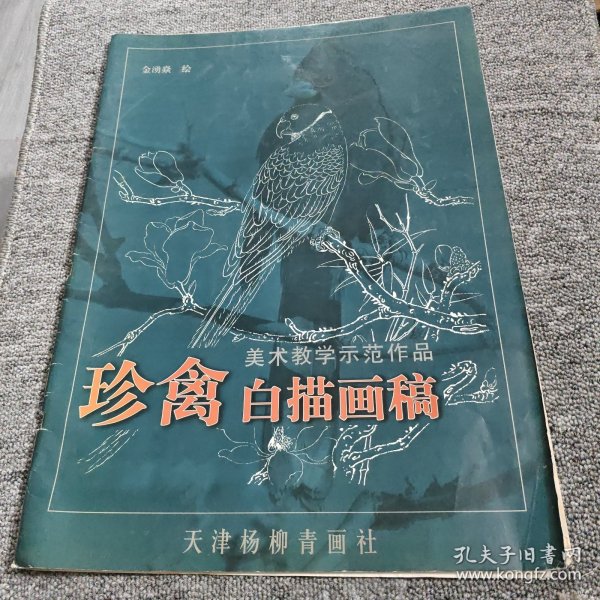 金鸿焱 绘
美术教学示范作品
珍禽 白描画稿
天津杨柳青画社
孔夫子旧书网
www.kongfz.com